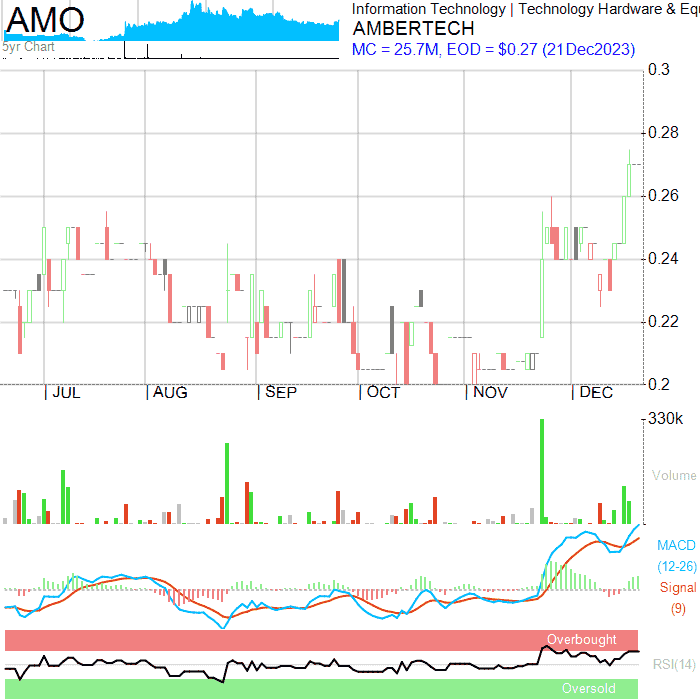 AMO
5yr Chart
Information Technology | Technology Hardware & Equ
AMBERTECH
MC = 25.7M, EOD = $0.27 (21Dec2023)
0.3
0.28
0.26
0.24
0.22
0.2
| JUL | AUG | SEP | OCT | NOV | DEC
330k
Volume
MACD
(12-26)
Signal
(9)
Overbought
RSI(14)
Oversold